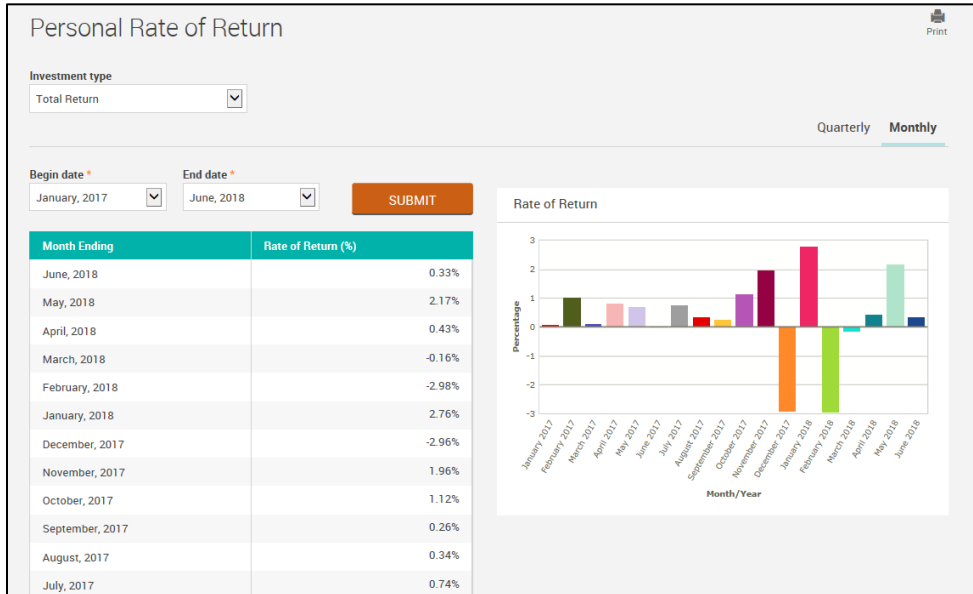 Personal Rate of Return
Print
Investment type
Total Return
Quarterly Monthly
Begin date * End date *
January, 2017 June, 2018 SUBMIT
Month Ending Rate of Return (%)
June, 2018 0.33%
May, 2018 2.17%
April, 2018 0.43%
March, 2018 -0.16%
February, 2018 -2.98%
January, 2018 2.76%
December, 2017 -2.96%
November, 2017 1.96%
October, 2017 1.12%
September, 2017 0.26%
August, 2017 0.34%
July, 2017 0.74%
Rate of Return
Percentage
3
2
1
0
-1
-2
-3
January 2017
February 2017
March 2017
April 2017
May 2017
June 2017
July 2017
August 2017
September 2017
October 2017
November 2017
December 2017
January 2018
February 2018
March 2018
April 2018
May 2018
June 2018
Month/Year